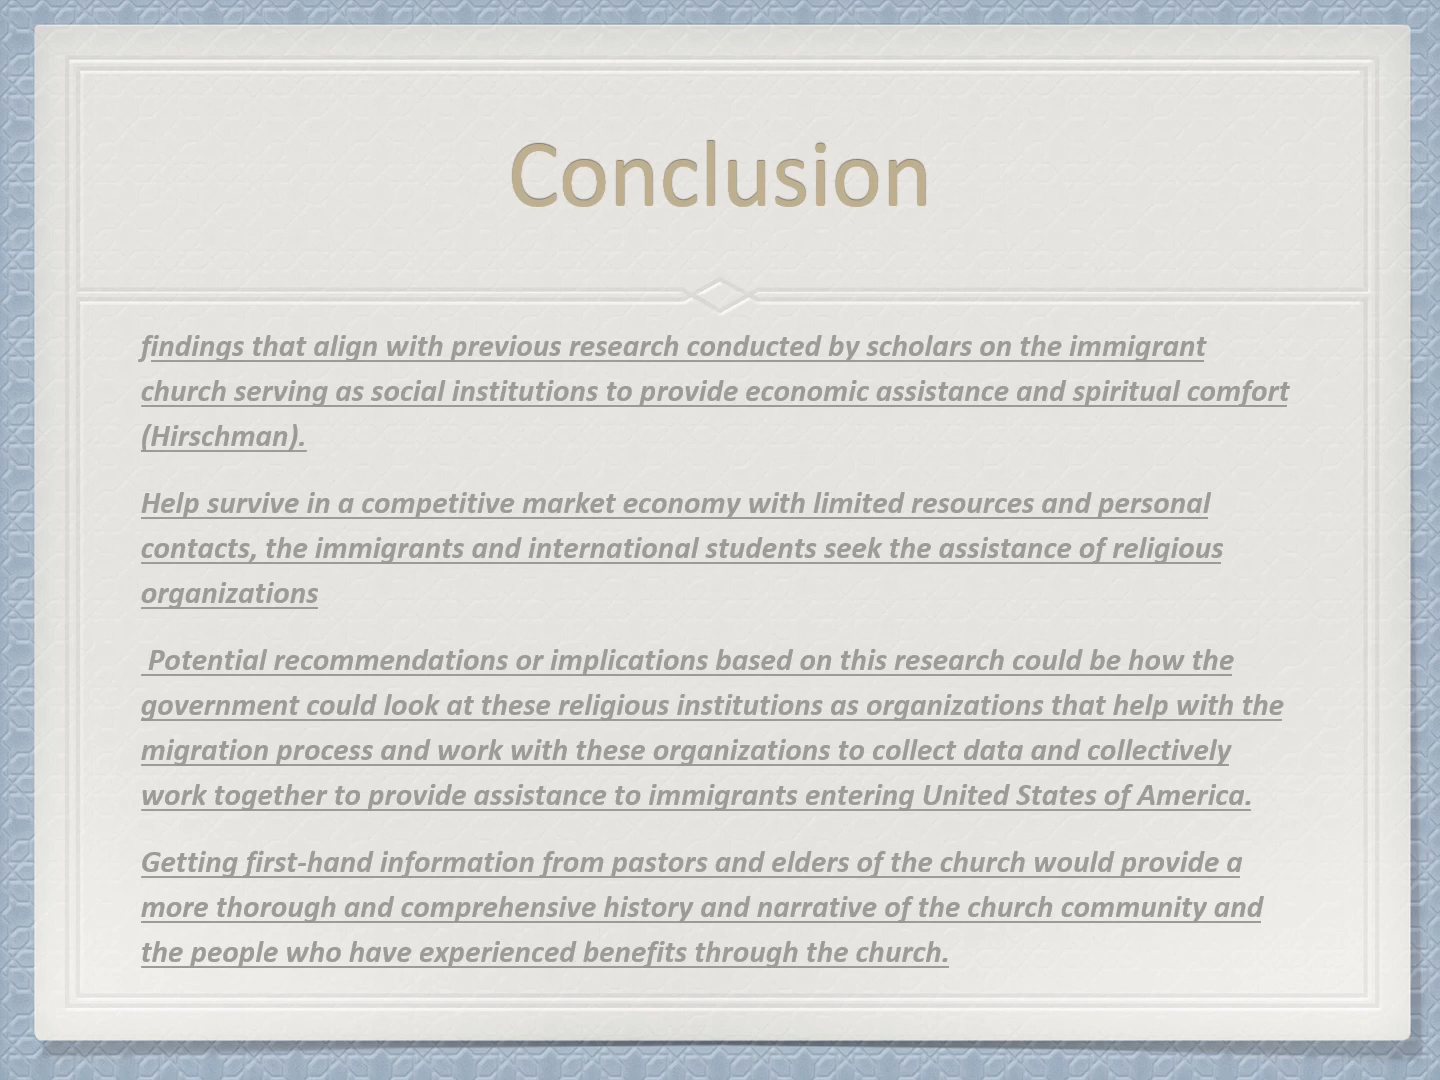 Conclusion
findings that align with previous research conducted by scholars on the immigrant
church serving as social institutions to provide economic assistance and spiritual comfort
(Hirschman).
Help survive in a competitive market economy with limited resources and personal
contacts, the immigrants and international students seek the assistance of religious
organizations
Potential recommendations or implications based on this research could be how the
government could look at these religious institutions as organizations that help with the
migration process and work with these organizations to collect data and collectively
work together to provide assistance to immigrants entering United States of America.
Getting first-hand information from pastors and elders of the church would provide a
more thorough and comprehensive history and narrative of the church community and
the people who have experienced benefits through the church.